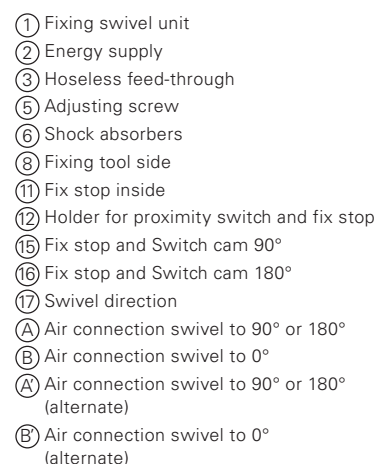 ① Fixing swivel unit
② Energy supply
③ Hoseless feed-through
⑤ Adjusting screw
⑥ Shock absorbers
⑧ Fixing tool side
⑪ Fix stop inside
⑫ Holder for proximity switch and fix stop
⑮ Fix stop and Switch cam 90°
⑯ Fix stop and Switch cam 180°
⑰ Swivel direction
Ⓐ Air connection swivel to 90° or 180°
Ⓑ Air connection swivel to 0°
A' Air connection swivel to 90° or 180°
(alternate)
B' Air connection swivel to 0°
(alternate)